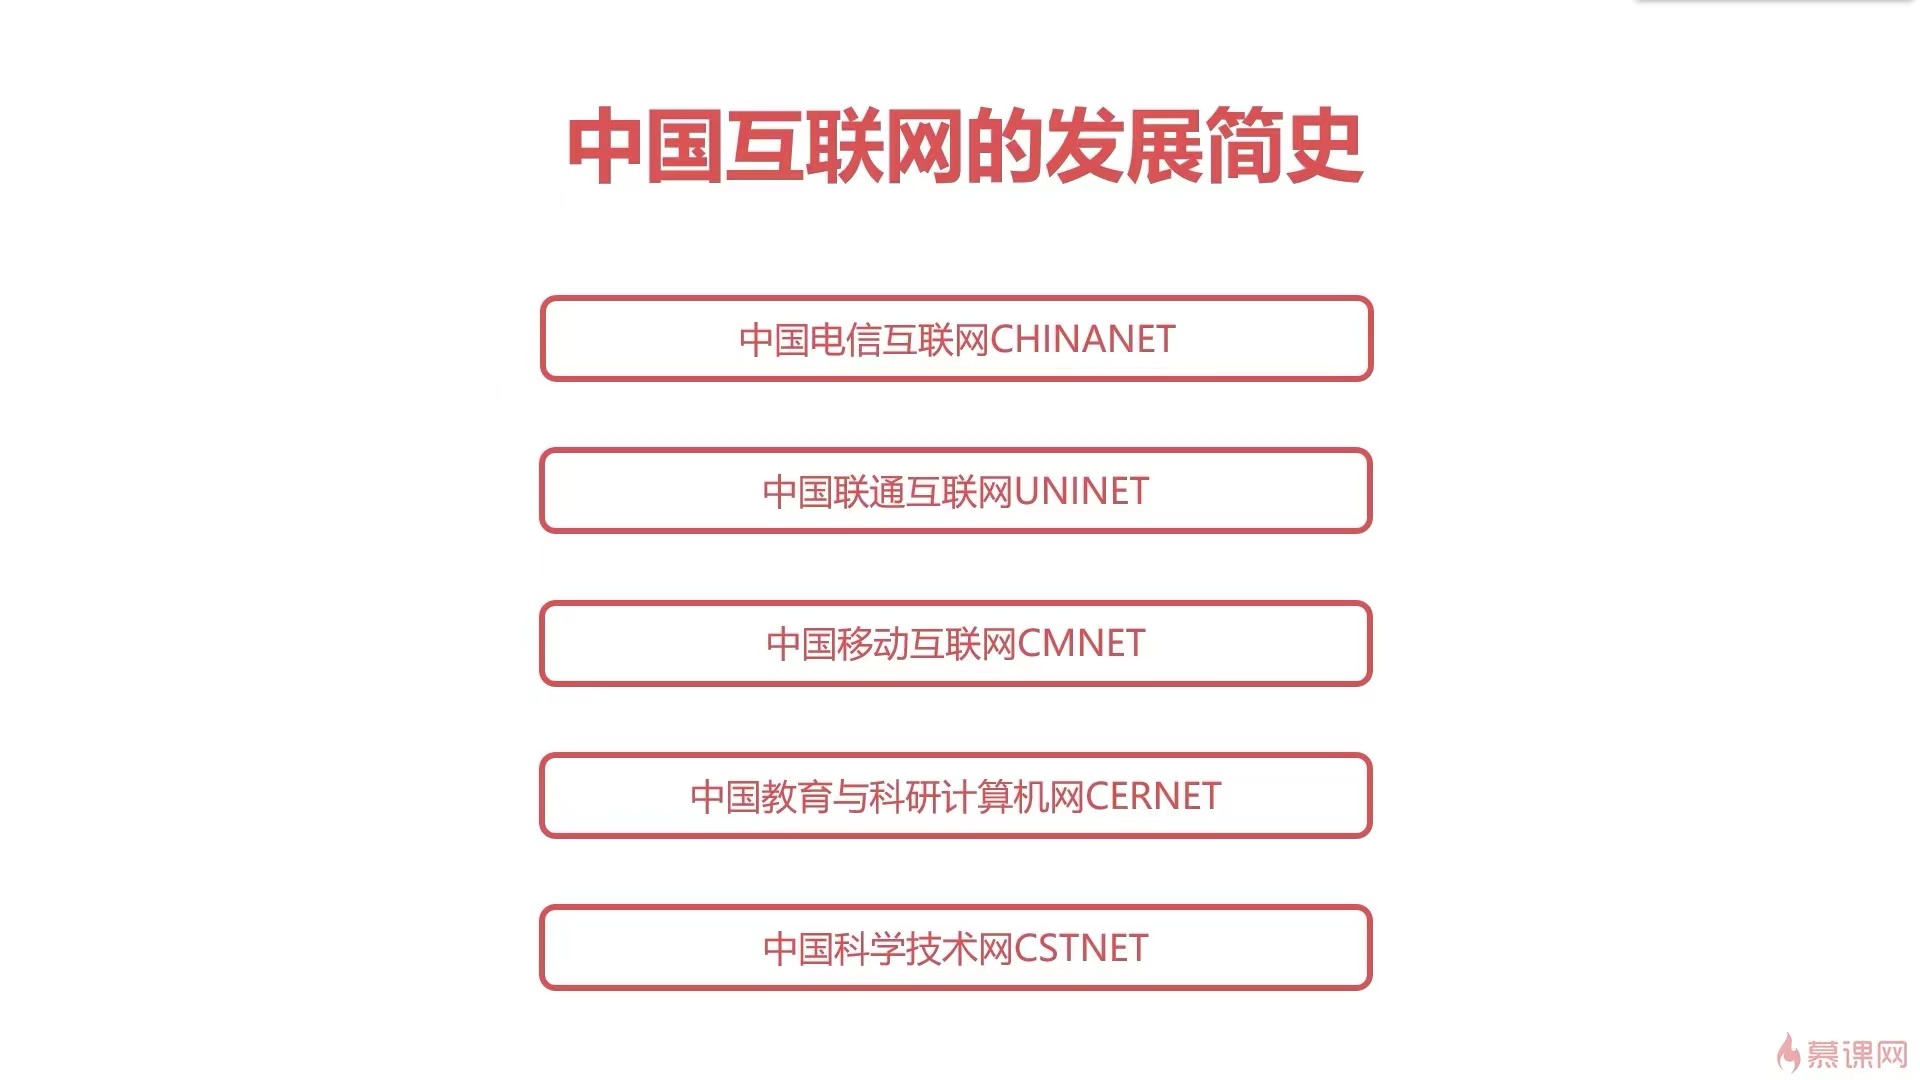 中国互联网的发展简史
中国电信互联网CHINANET
中国联通互联网UNINET
中国移动互联网CMNET
中国教育与科研计算机网CERNET
中国科学技术网CSTNET
慕课网